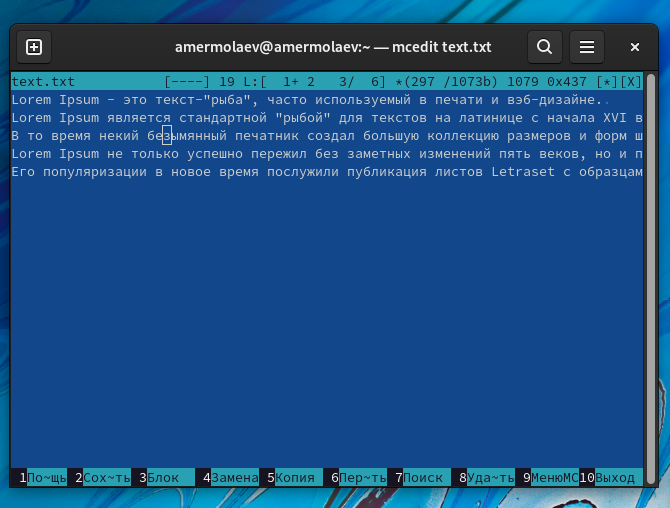 amermolaev@amermolaev:~ — mcedit text.txt
text.txt [----] 19 L:[ 1+ 2 3/ 6] *(297 /1073b) 1079 0x437 [*][X]
Lorem Ipsum - это текст-"рыба", часто используемый в печати и вэб-дизайне..
Lorem Ipsum является стандартной "рыбой" для текстов на латинице с начала XVI в
В то время некий безымянный печатник создал большую коллекцию размеров и форм ш
Lorem Ipsum не только успешно пережил без заметных изменений пять веков, но и п
Его популяризации в новое время послужили публикация листов Letraset с образцам
1По~щь 2Сох~ть 3Блок 4Замена 5Копия 6Пер~ть 7Поиск 8Уда~ть 9МенюMC 10Выход